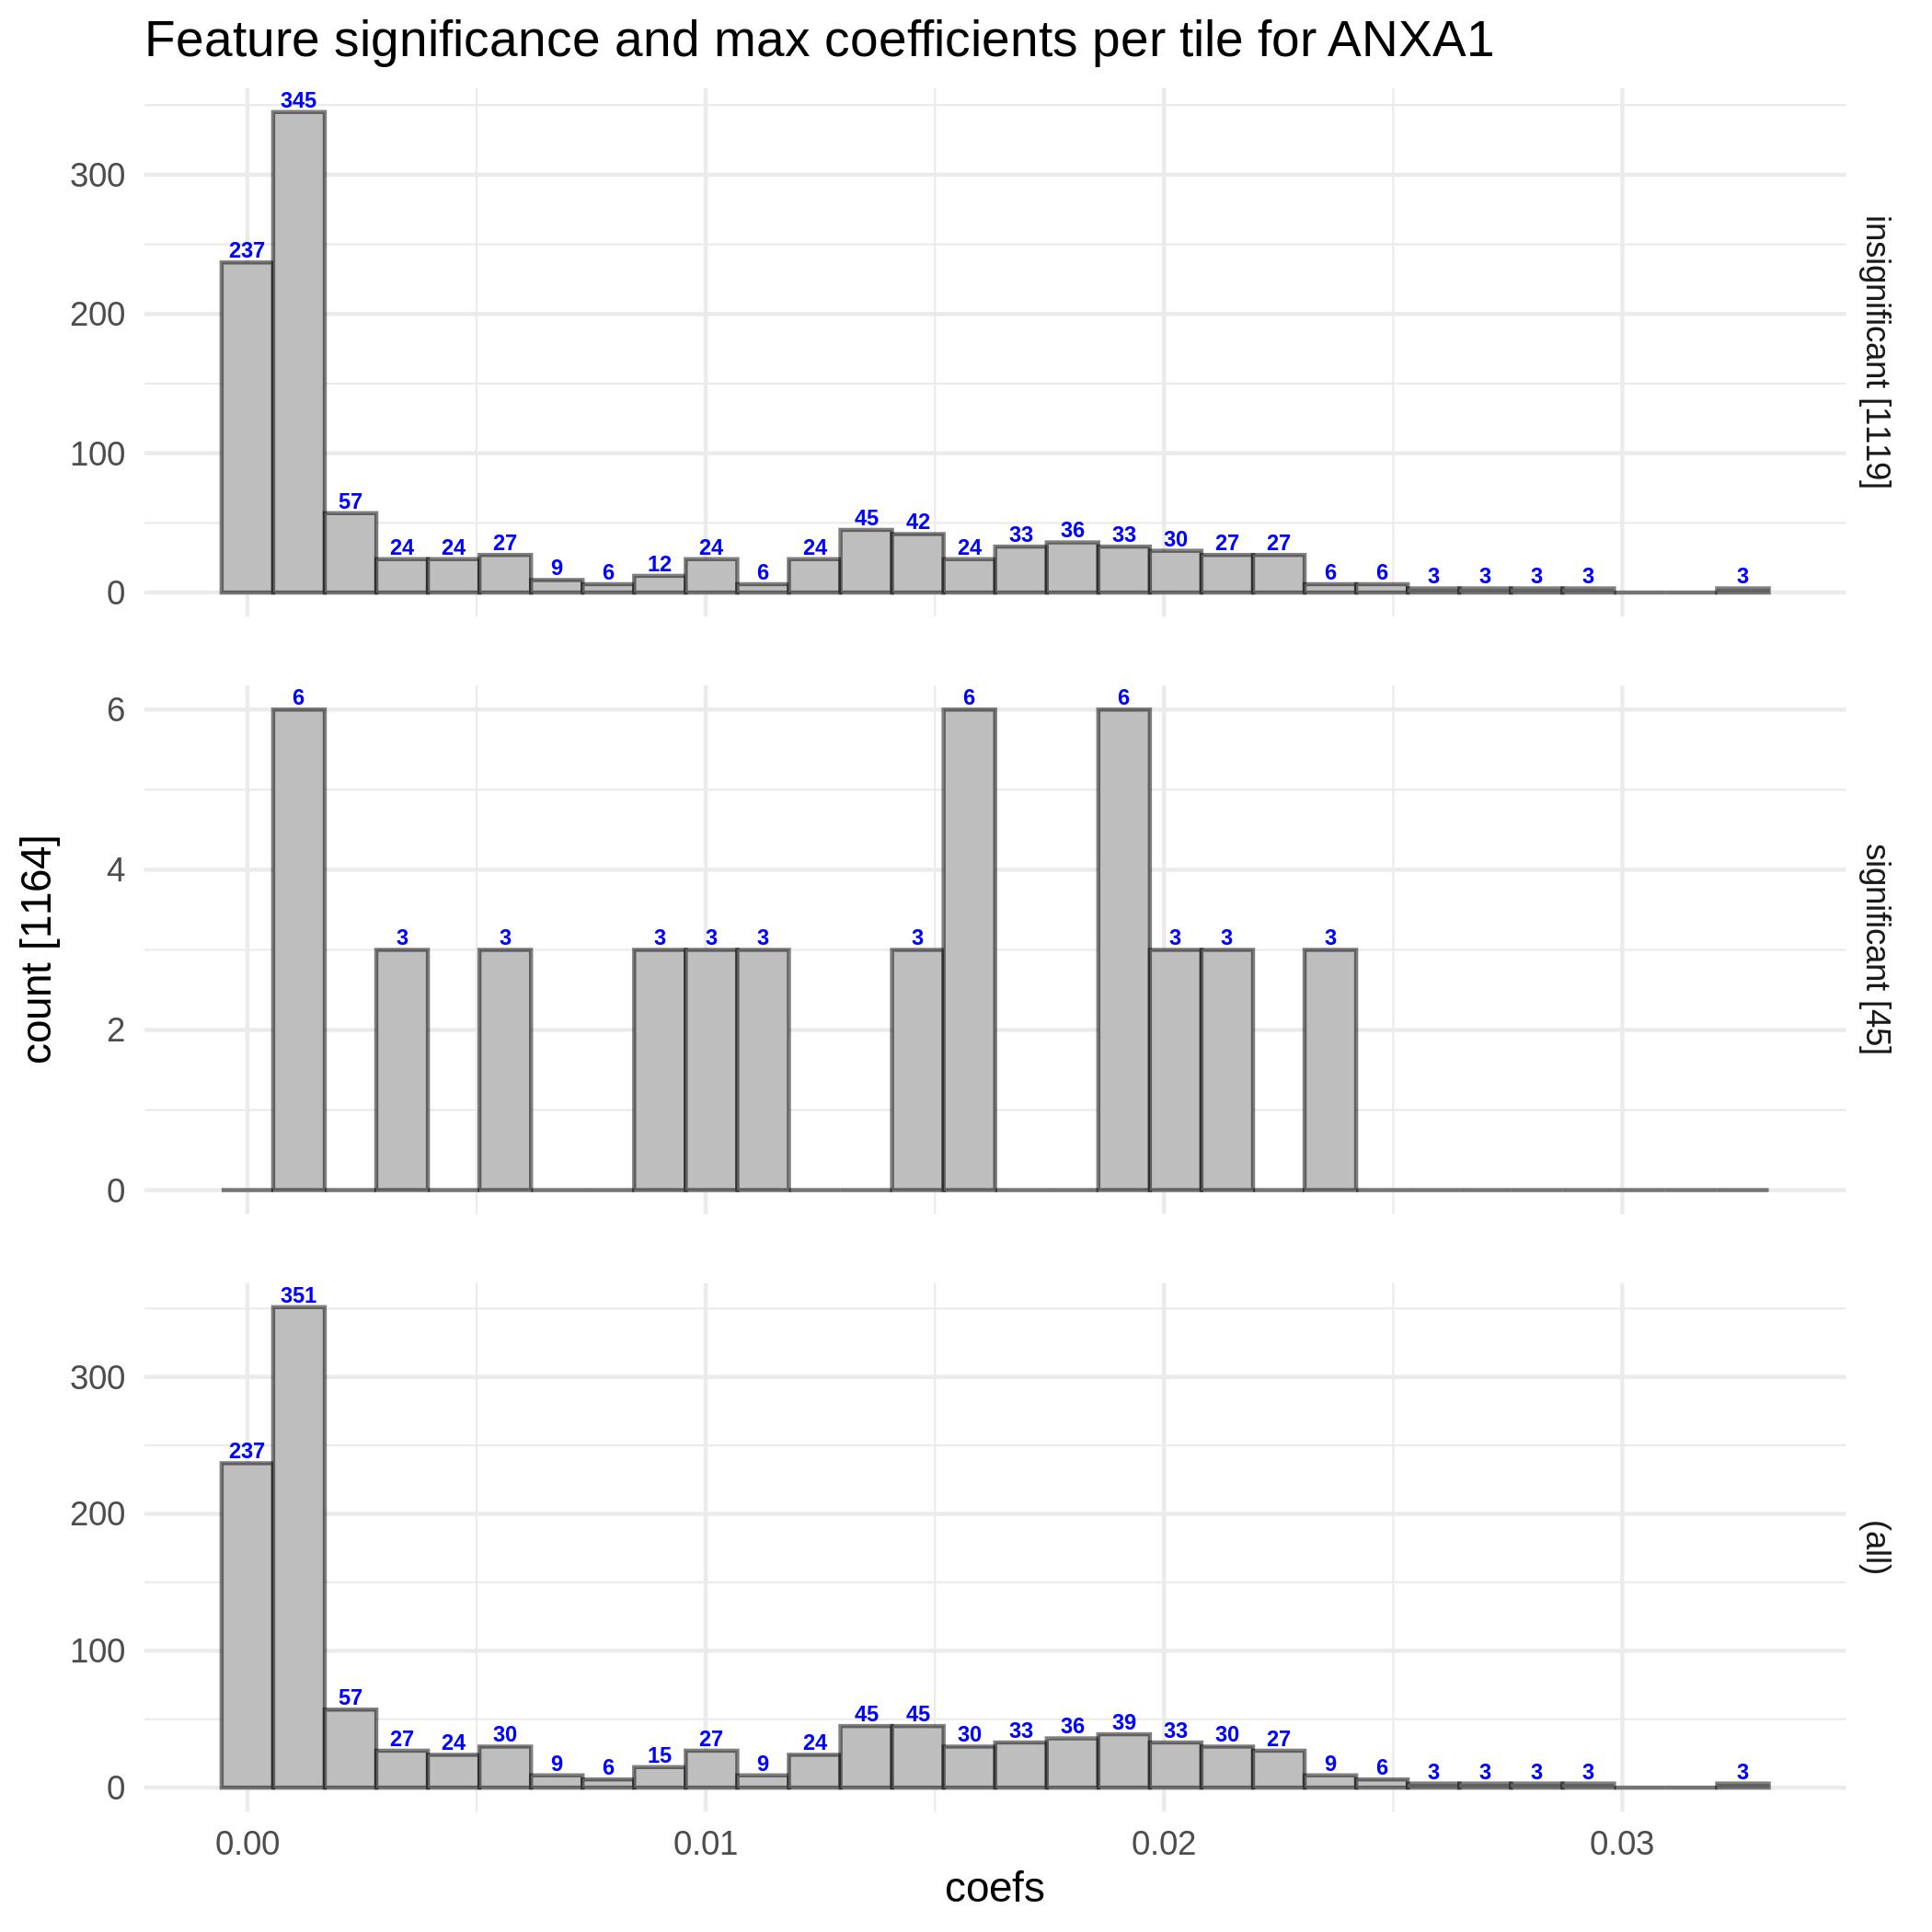 Feature significance and max coefficients per tile for ANXA1
345
237
57
24 24 27 9 6 12 24 6 24 45 42 24 33 36 33 30 27 27 6 6 3 3 3 3 3
300
200
100
0
insignificant [1119]
6 3 3 3 3 3 3 6 6 3 3 3
6
4
2
0
significant [45]
count [1164]
351
237
57
27 24 30 9 6 15 27 9 24 45 45 30 33 36 39 33 30 27 9 6 3 3 3 3 3
300
200
100
0
(all)
0.00 0.01 0.02 0.03
coefs